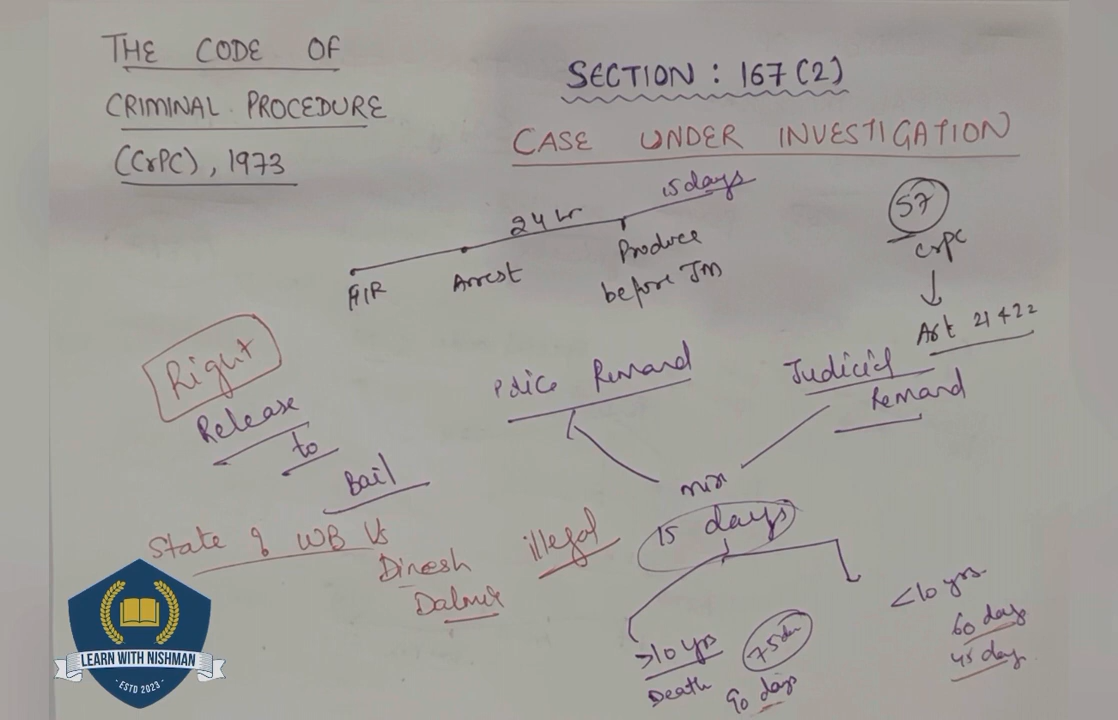 THE CODE OF
CRIMINAL PROCEDURE
(CrPC), 1973
SECTION : 167(2)
CASE UNDER INVESTIGATION
FIR
Arrest
24 hr
Produce
before JM
15 days
57
CrPC
Art 21 & 22
Right
Release
to
Bail
Police Remand
Judicial
Remand
mix
15 days
State of WB Vs
Dinesh
Dalmia
illegal
>10 yrs
Death
75 da
90 days
<10 yrs
60 days
45 day
LEARN WITH NISHMAN
· ESTD 2023 ·